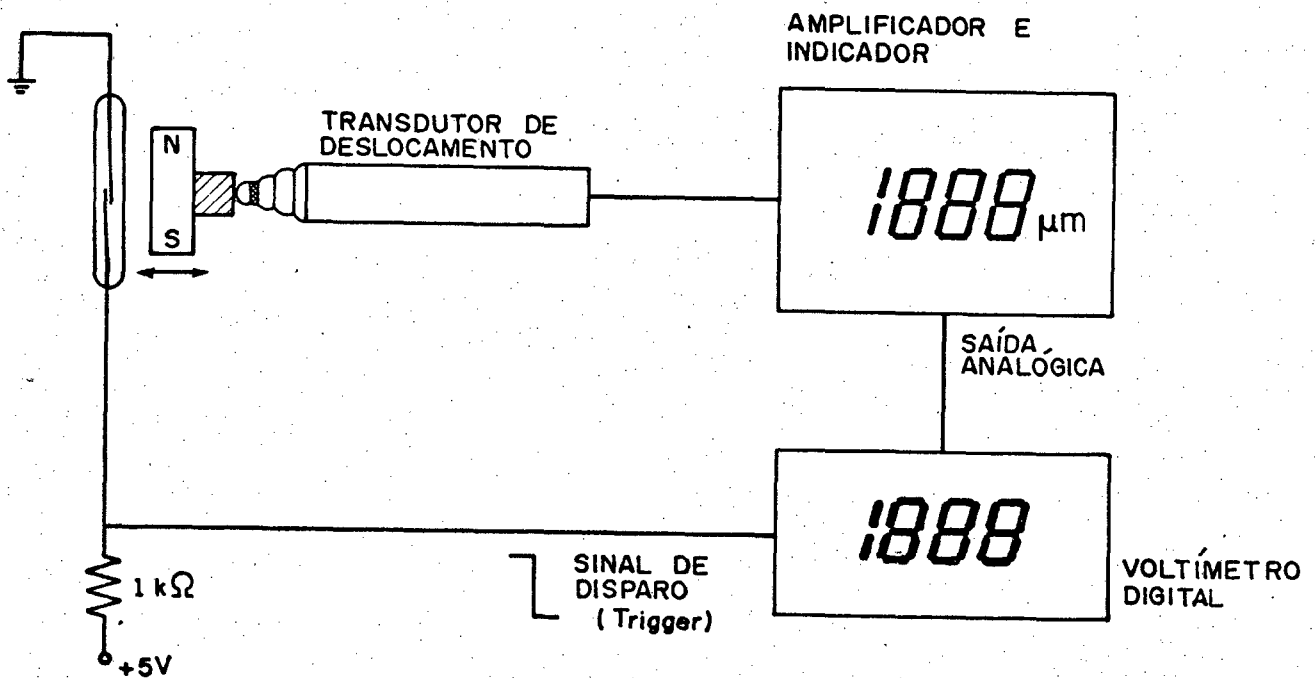 AMPLIFICADOR E
INDICADOR
TRANSDUTOR DE
DESLOCAMENTO
N
S
1888 µm
SAÍDA
ANALÓGICA
1888
VOLTÍMETRO
DIGITAL
SINAL DE
DISPARO
(Trigger)
1 kΩ
+5V